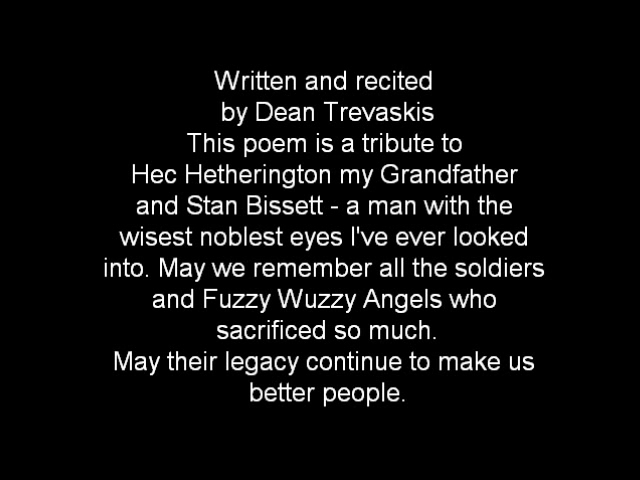 Written and recited
by Dean Trevaskis
This poem is a tribute to
Hec Hetherington my Grandfather
and Stan Bissett - a man with the
wisest noblest eyes I've ever looked
into. May we remember all the soldiers
and Fuzzy Wuzzy Angels who
sacrificed so much.
May their legacy continue to make us
better people.